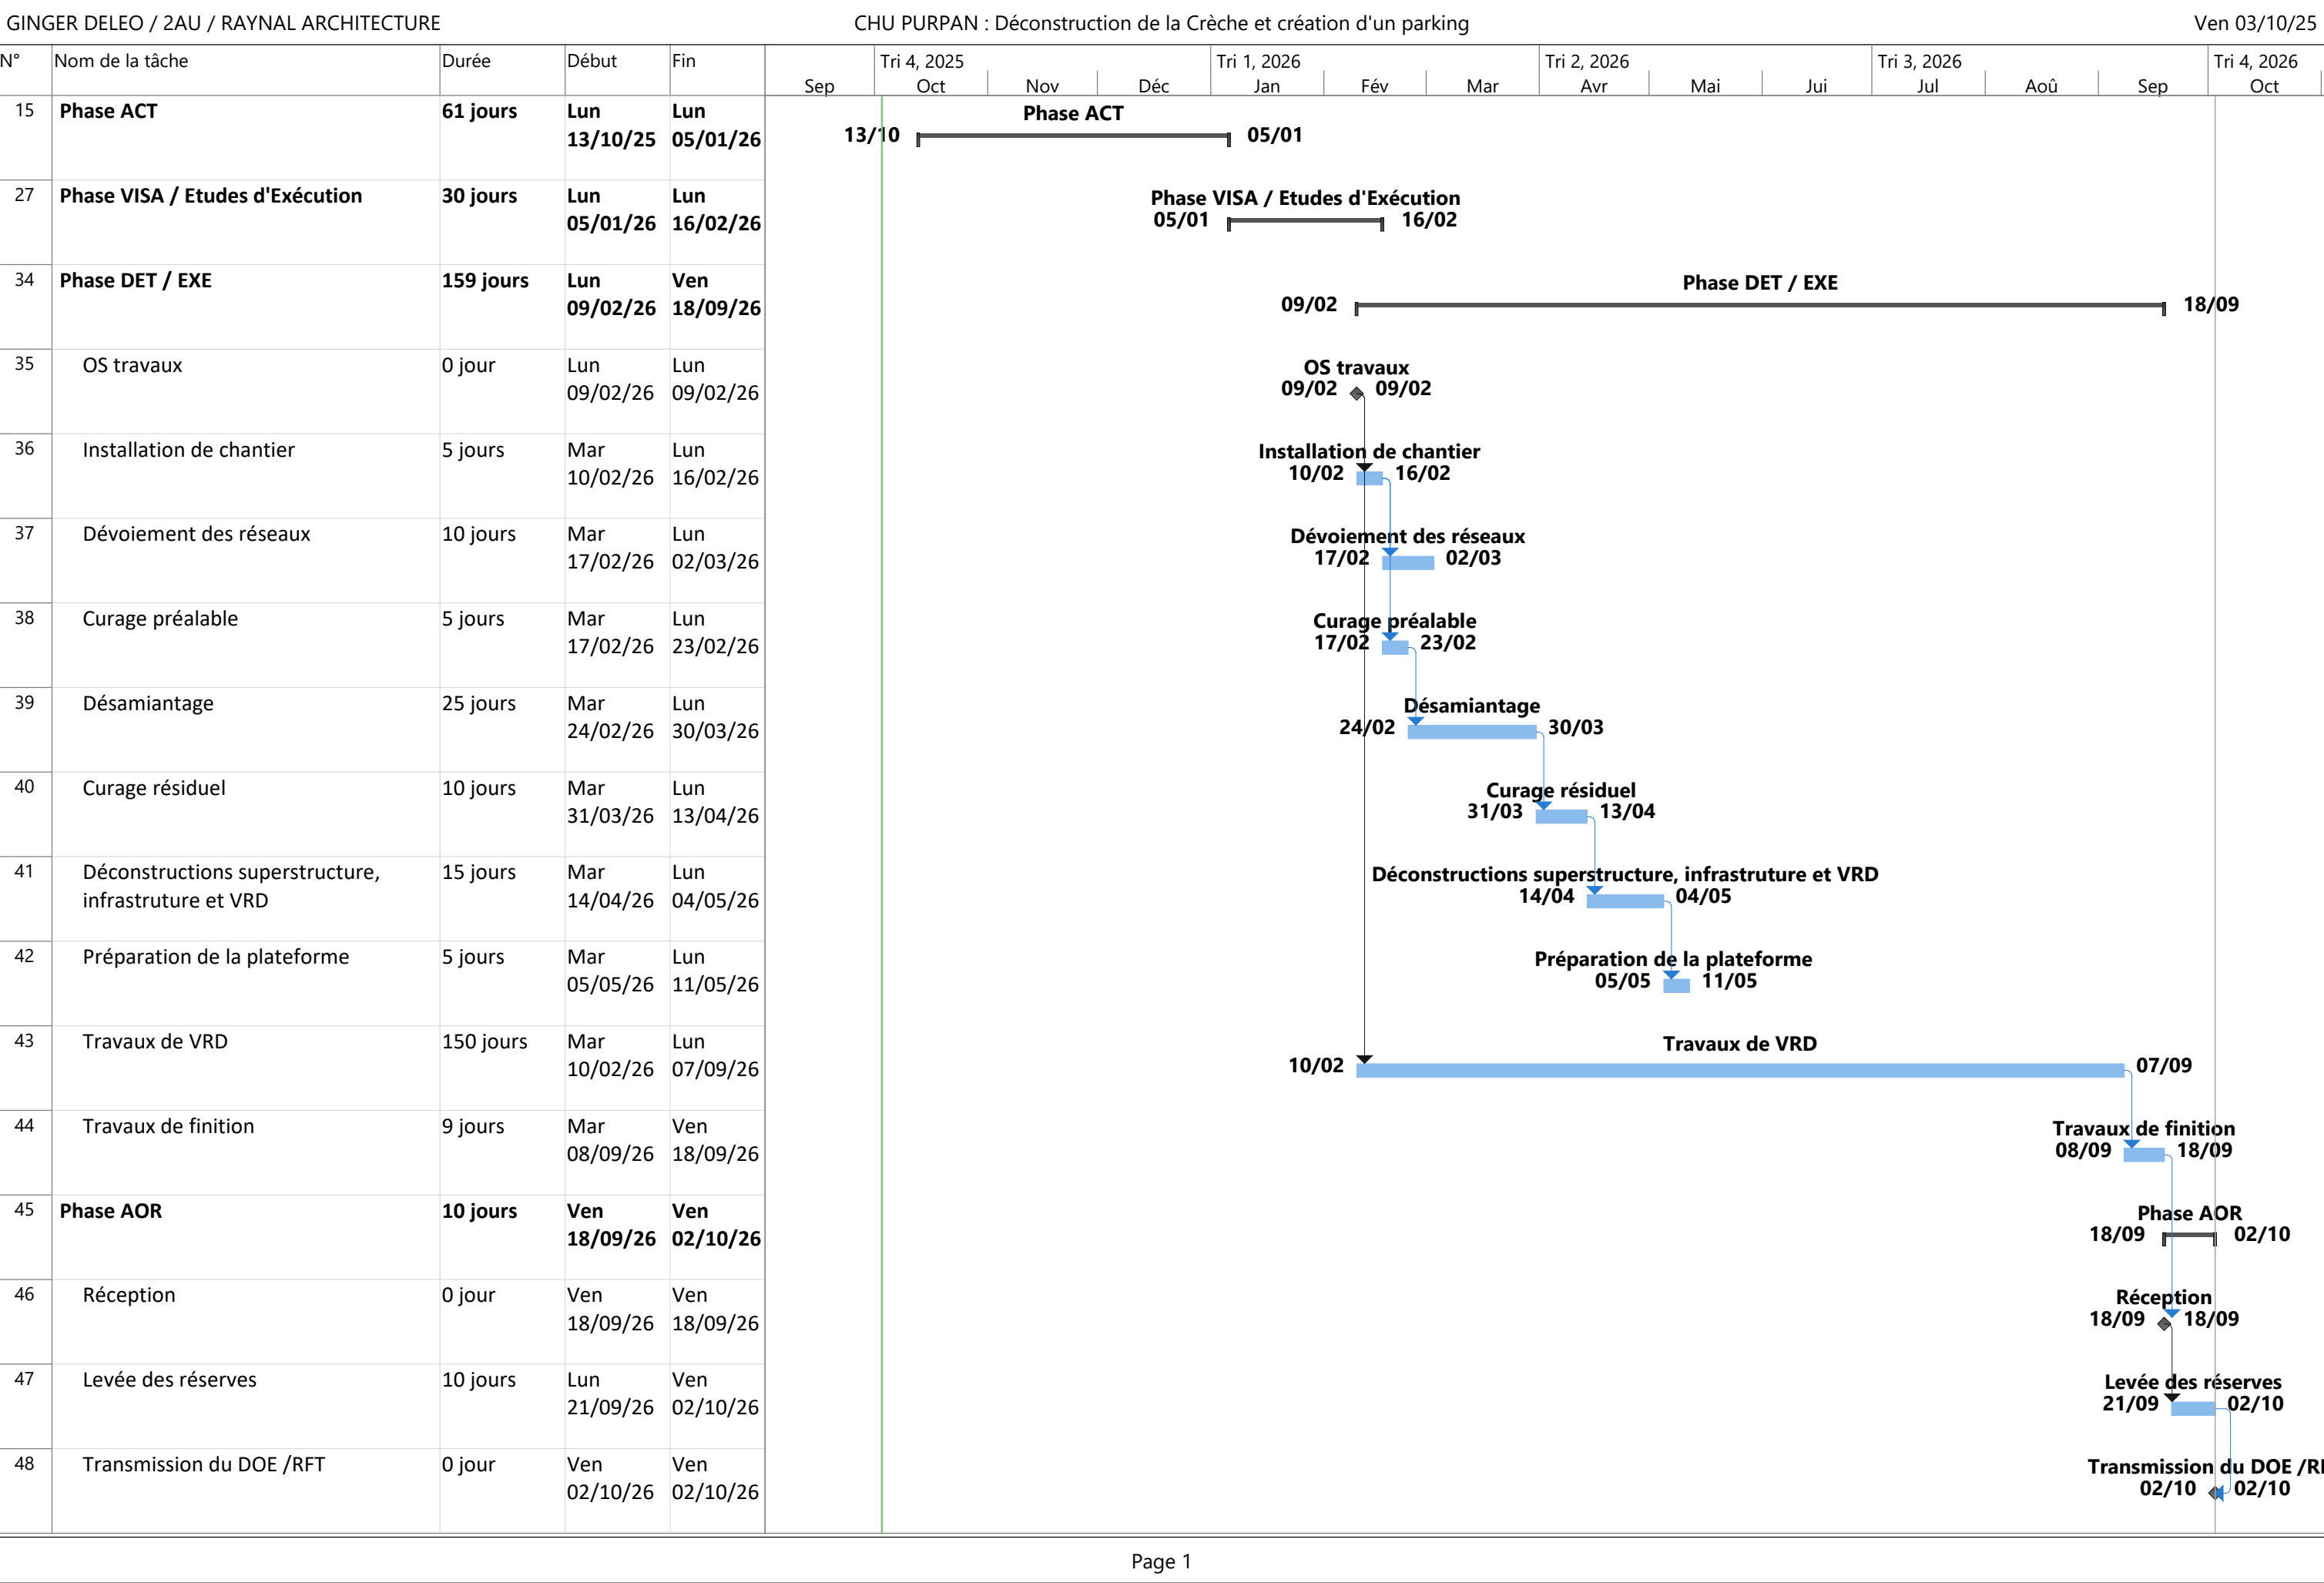 GINGER DELEO / 2AU / RAYNAL ARCHITECTURE
CHU PURPAN : Déconstruction de la Crèche et création d'un parking
Ven 03/10/25
N° Nom de la tâche Durée Début Fin
Tri 4, 2025 Tri 1, 2026 Tri 2, 2026 Tri 3, 2026 Tri 4, 2026
Sep Oct Nov Déc Jan Fév Mar Avr Mai Jui Jul Aoû Sep Oct
15 Phase ACT 61 jours Lun Lun
13/10/25 05/01/26
Phase ACT
13/10 05/01
27 Phase VISA / Etudes d'Exécution 30 jours Lun Lun
05/01/26 16/02/26
Phase VISA / Etudes d'Exécution
05/01 16/02
34 Phase DET / EXE 159 jours Lun Ven
09/02/26 18/09/26
Phase DET / EXE
09/02 18/09
35 OS travaux 0 jour Lun Lun
09/02/26 09/02/26
OS travaux
09/02 09/02
36 Installation de chantier 5 jours Mar Lun
10/02/26 16/02/26
Installation de chantier
10/02 16/02
37 Dévoiement des réseaux 10 jours Mar Lun
17/02/26 02/03/26
Dévoiement des réseaux
17/02 02/03
38 Curage préalable 5 jours Mar Lun
17/02/26 23/02/26
Curage préalable
17/02 23/02
39 Désamiantage 25 jours Mar Lun
24/02/26 30/03/26
Désamiantage
24/02 30/03
40 Curage résiduel 10 jours Mar Lun
31/03/26 13/04/26
Curage résiduel
31/03 13/04
41 Déconstructions superstructure, 15 jours Mar Lun
infrastruture et VRD 14/04/26 04/05/26
Déconstructions superstructure, infrastruture et VRD
14/04 04/05
42 Préparation de la plateforme 5 jours Mar Lun
05/05/26 11/05/26
Préparation de la plateforme
05/05 11/05
43 Travaux de VRD 150 jours Mar Lun
10/02/26 07/09/26
Travaux de VRD
10/02 07/09
44 Travaux de finition 9 jours Mar Ven
08/09/26 18/09/26
Travaux de finition
08/09 18/09
45 Phase AOR 10 jours Ven Ven
18/09/26 02/10/26
Phase AOR
18/09 02/10
46 Réception 0 jour Ven Ven
18/09/26 18/09/26
Réception
18/09 18/09
47 Levée des réserves 10 jours Lun Ven
21/09/26 02/10/26
Levée des réserves
21/09 02/10
48 Transmission du DOE /RFT 0 jour Ven Ven
02/10/26 02/10/26
Transmission du DOE
02/10 02/10
Page 1